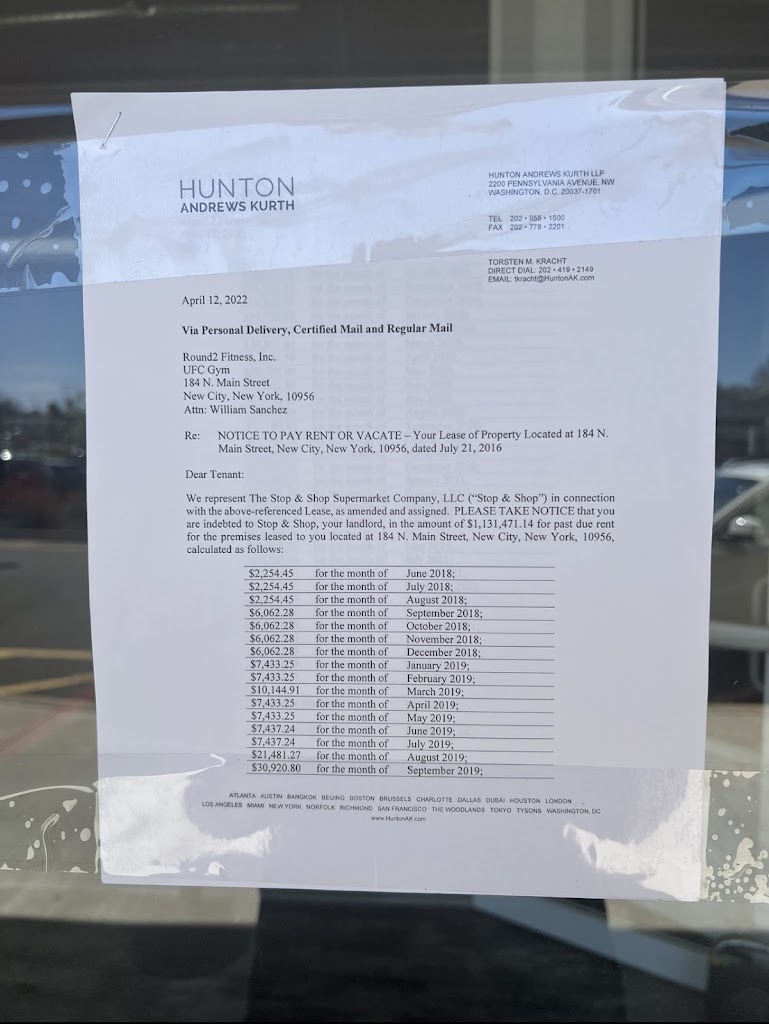 HUNTON
ANDREWS KURTH
HUNTON ANDREWS KURTH LLP
2200 PENNSYLVANIA AVENUE, NW
WASHINGTON, D.C. 20037-1701
TEL 202 • 955 • 1500
FAX 202 • 778 • 2201
TORSTEN M. KRACHT
DIRECT DIAL: 202 • 419 • 2149
EMAIL: tkracht@HuntonAK.com
April 12, 2022
Via Personal Delivery, Certified Mail and Regular Mail
Round2 Fitness, Inc.
UFC Gym
184 N. Main Street
New City, New York, 10956
Attn: William Sanchez
Re: NOTICE TO PAY RENT OR VACATE – Your Lease of Property Located at 184 N.
Main Street, New City, New York, 10956, dated July 21, 2016
Dear Tenant:
We represent The Stop & Shop Supermarket Company, LLC (“Stop & Shop”) in connection
with the above-referenced Lease, as amended and assigned. PLEASE TAKE NOTICE that you
are indebted to Stop & Shop, your landlord, in the amount of $1,131,471.14 for past due rent
for the premises leased to you located at 184 N. Main Street, New City, New York, 10956,
calculated as follows:
$2,254.45 for the month of June 2018;
$2,254.45 for the month of July 2018;
$2,254.45 for the month of August 2018;
$6,062.28 for the month of September 2018;
$6,062.28 for the month of October 2018;
$6,062.28 for the month of November 2018;
$6,062.28 for the month of December 2018;
$7,433.25 for the month of January 2019;
$7,433.25 for the month of February 2019;
$10,144.91 for the month of March 2019;
$7,433.25 for the month of April 2019;
$7,433.25 for the month of May 2019;
$7,437.24 for the month of June 2019;
$7,437.24 for the month of July 2019;
$21,481.27 for the month of August 2019;
$30,920.80 for the month of September 2019;
ATLANTA AUSTIN BANGKOK BEIJING BOSTON BRUSSELS CHARLOTTE DALLAS DUBAI HOUSTON LONDON
LOS ANGELES MIAMI NEW YORK NORFOLK RICHMOND SAN FRANCISCO THE WOODLANDS TOKYO TYSONS WASHINGTON, DC
www.HuntonAK.com